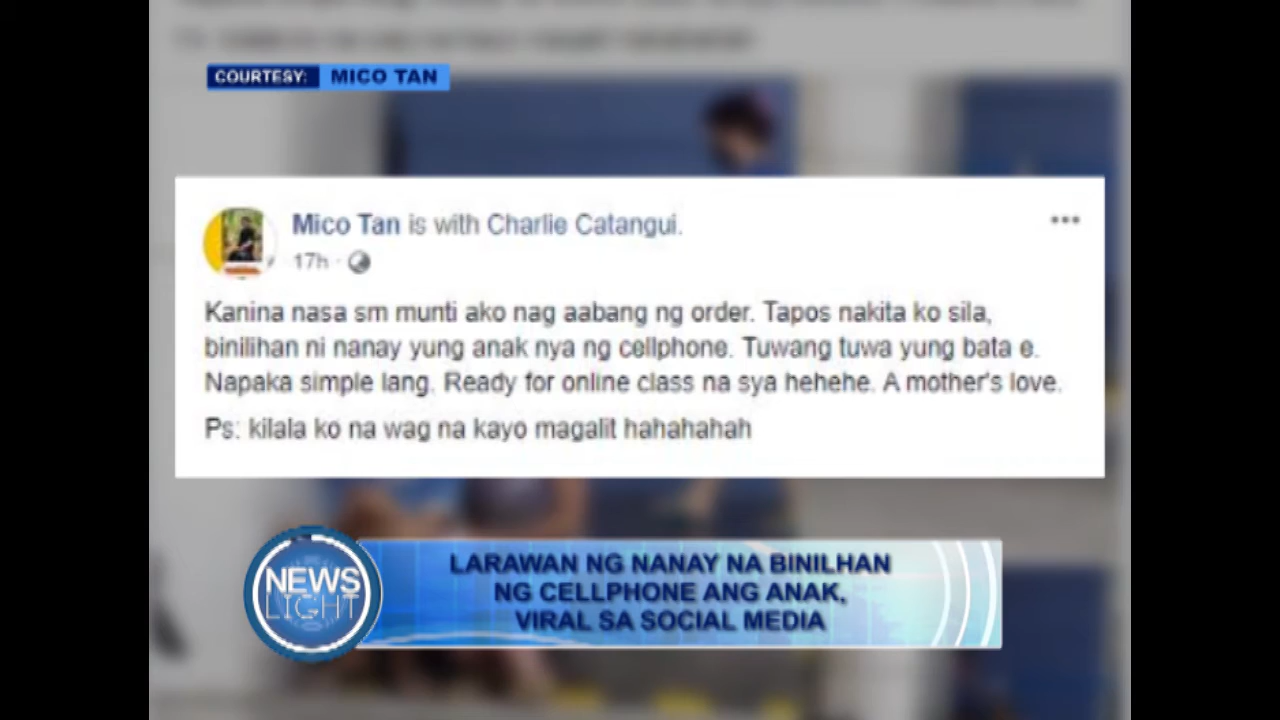 COURTESY: MICO TAN
Mico Tan is with Charlie Catangui.
17h ·
Kanina nasa sm munti ako nag aabang ng order. Tapos nakita ko sila,
binilihan ni nanay yung anak nya ng cellphone. Tuwang tuwa yung bata e.
Napaka simple lang. Ready for online class na sya hehehe. A mother's love.
Ps: kilala ko na wag na kayo magalit hahahahah
NEWS
LIGHT
LARAWAN NG NANAY NA BINILHAN
NG CELLPHONE ANG ANAK,
VIRAL SA SOCIAL MEDIA